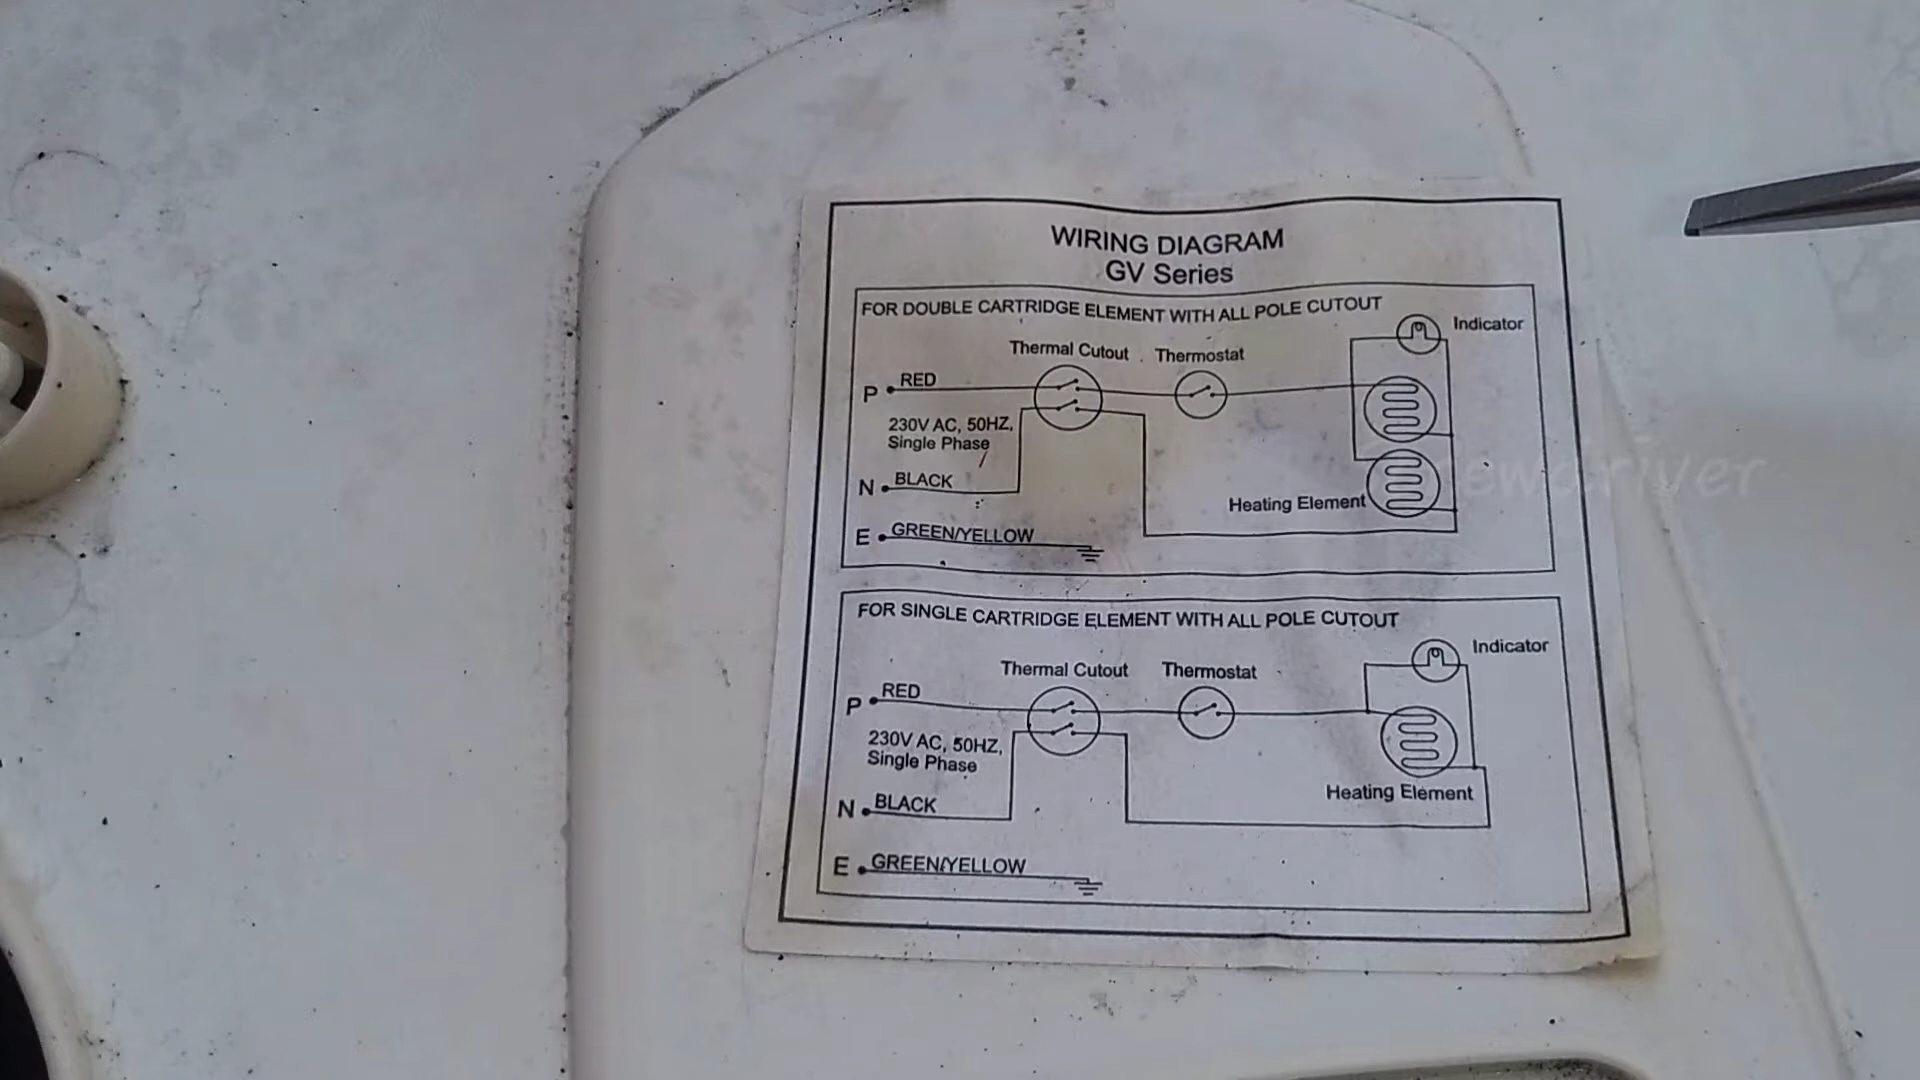 WIRING DIAGRAM
GV Series
FOR DOUBLE CARTRIDGE ELEMENT WITH ALL POLE CUTOUT
Indicator
Thermal Cutout
Thermostat
P
RED
230V AC, 50HZ,
Single Phase
N
BLACK
Heating Element
E
GREEN/YELLOW
FOR SINGLE CARTRIDGE ELEMENT WITH ALL POLE CUTOUT
Indicator
Thermal Cutout
Thermostat
P
RED
230V AC, 50HZ,
Single Phase
Heating Element
N
BLACK
E
GREEN/YELLOW